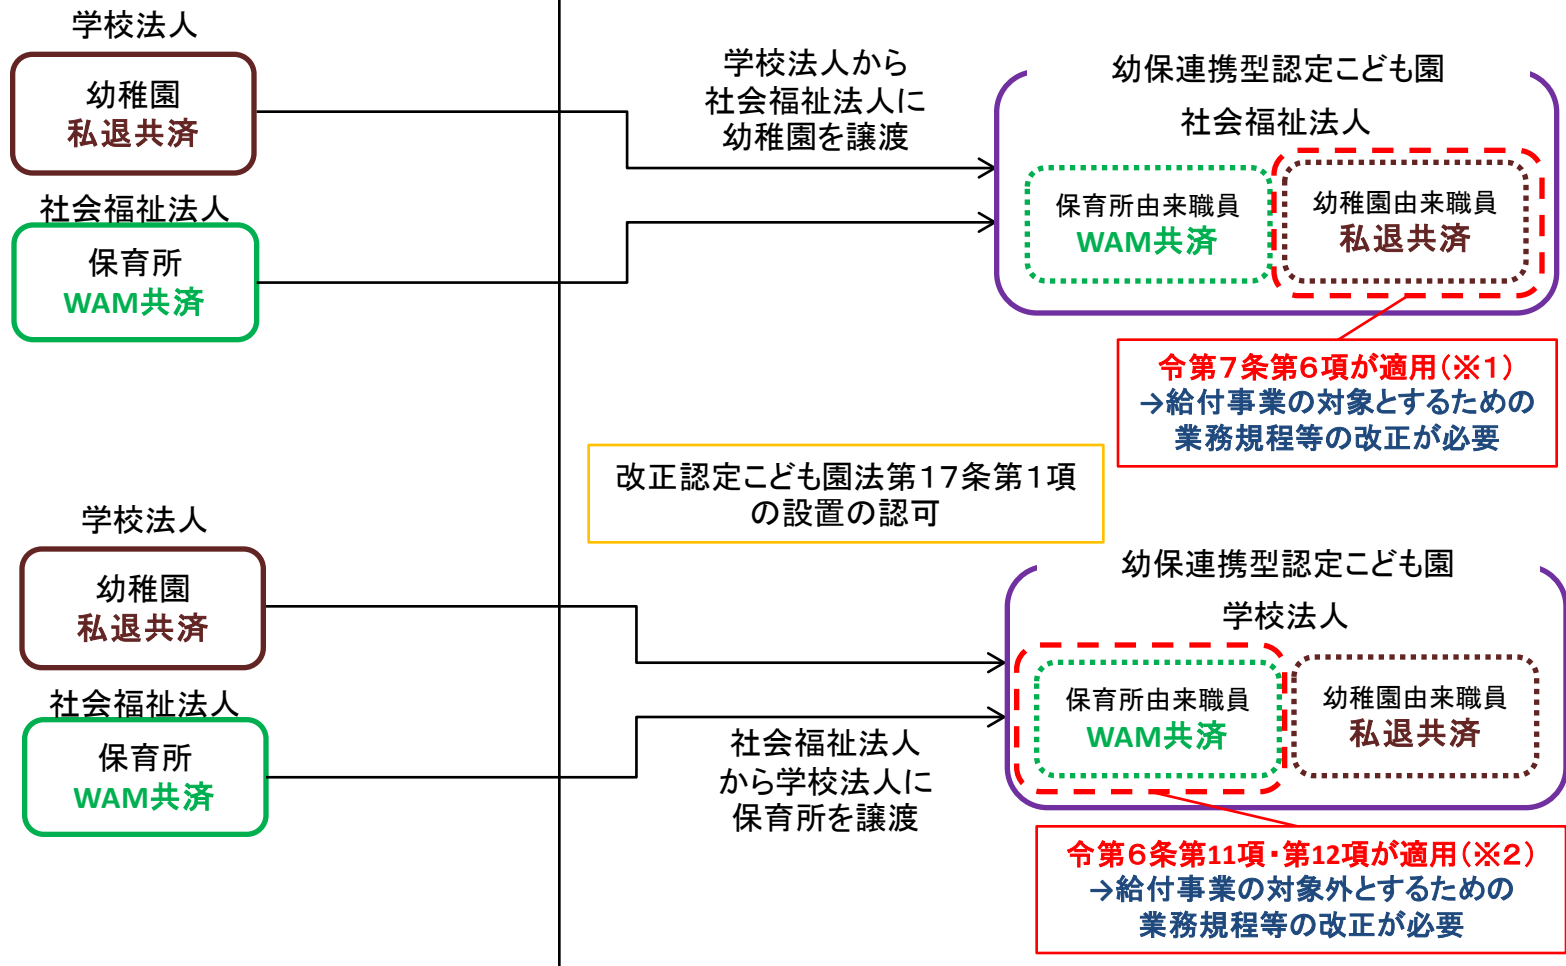 学校法人
幼稚園
私退共済
社会福祉法人
保育所
WAM共済
学校法人から
社会福祉法人に
幼稚園を譲渡
幼保連携型認定こども園
社会福祉法人
保育所由来職員
WAM共済
幼稚園由来職員
私退共済
令第７条第６項が適用（※１）
→給付事業の対象とするための
業務規程等の改正が必要
改正認定こども園法第１７条第１項
の設置の認可
学校法人
幼稚園
私退共済
社会福祉法人
保育所
WAM共済
社会福祉法人
から学校法人に
保育所を譲渡
幼保連携型認定こども園
学校法人
保育所由来職員
WAM共済
幼稚園由来職員
私退共済
令第６条第11項・第12項が適用（※２）
→給付事業の対象外とするための
業務規程等の改正が必要